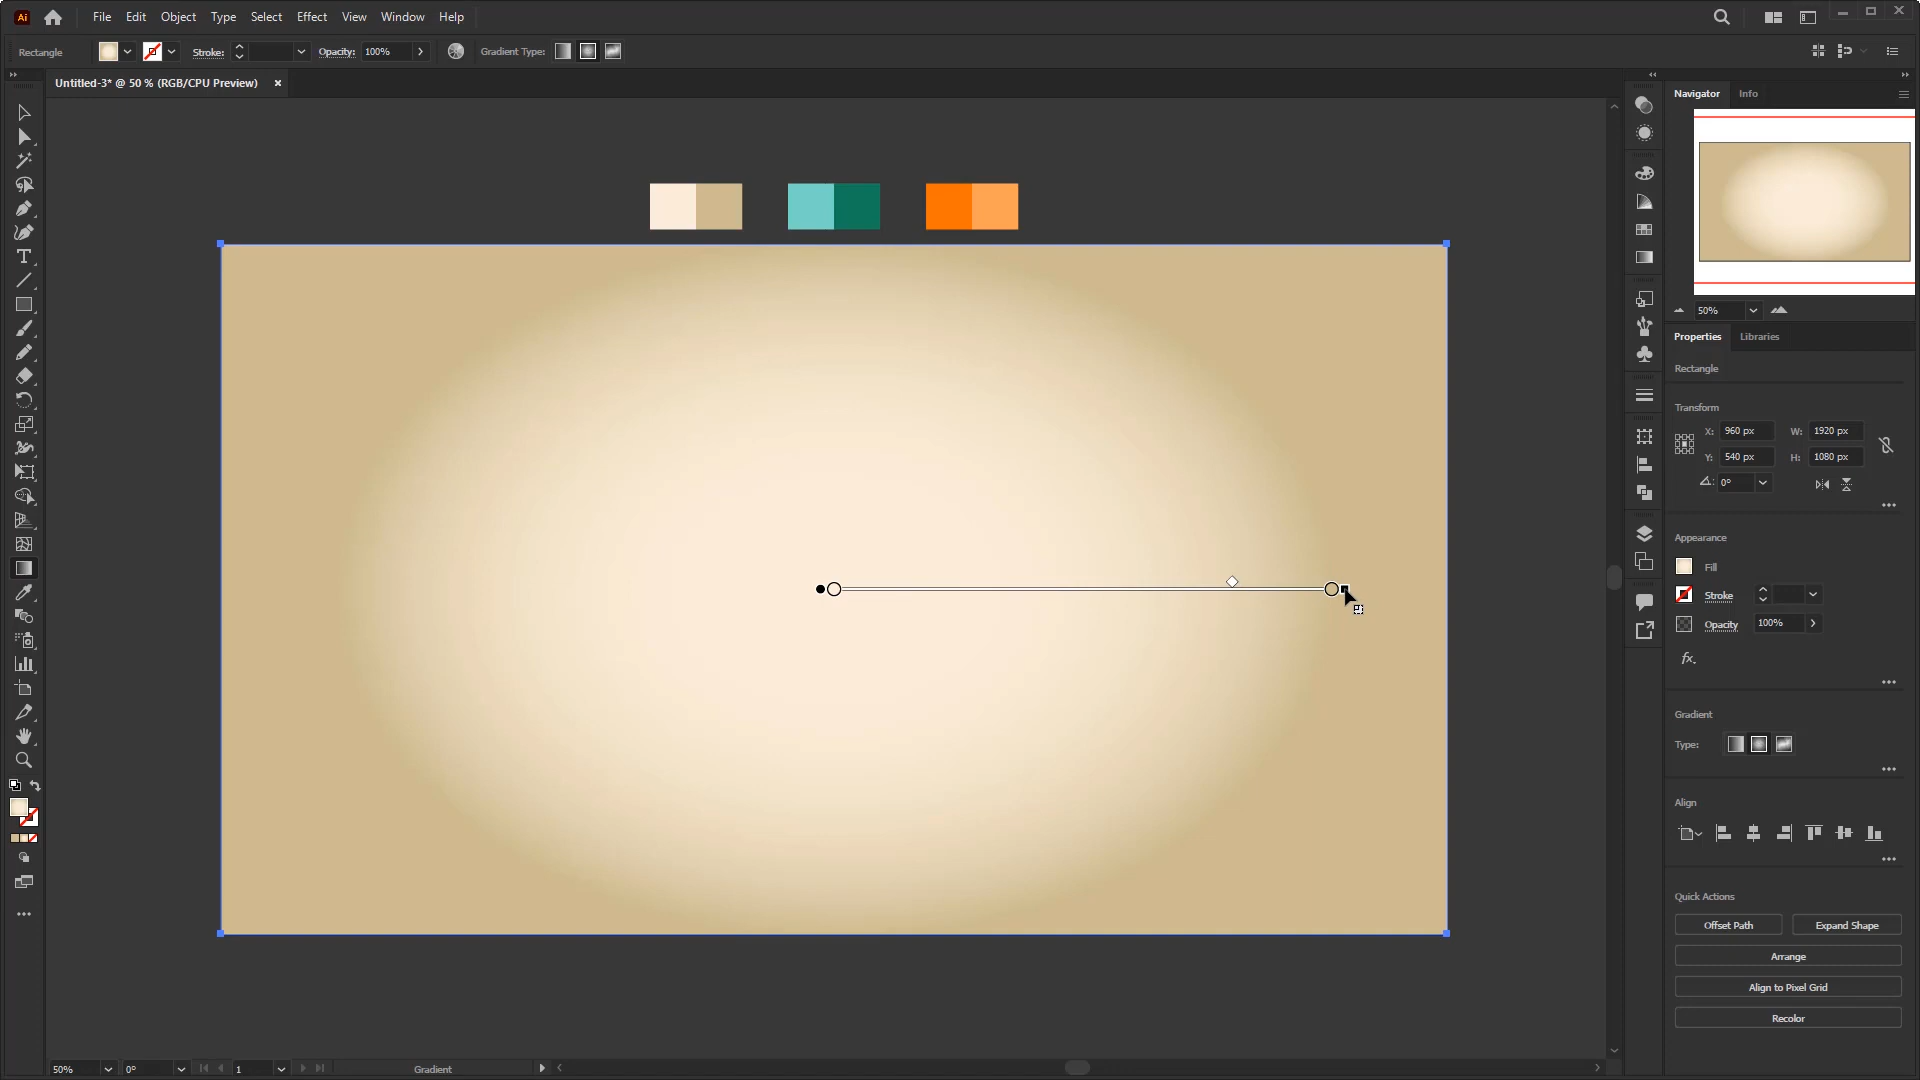 Ai File Edit Object Type Select Effect View Window Help
Rectangle Stroke: Opacity: 100% Gradient Type:
Untitled-3* @ 50 % (RGB/CPU Preview) ×
Navigator Info
50%
Properties Libraries
Rectangle
Transform
X: 960 px W: 1920 px
Y: 540 px H: 1080 px
0°
Appearance
Fill
Stroke
Opacity 100%
fx.
Gradient
Type:
Align
Quick Actions
Offset Path Expand Shape
Arrange
Align to Pixel Grid
Recolor
50% 0° 1 Gradient